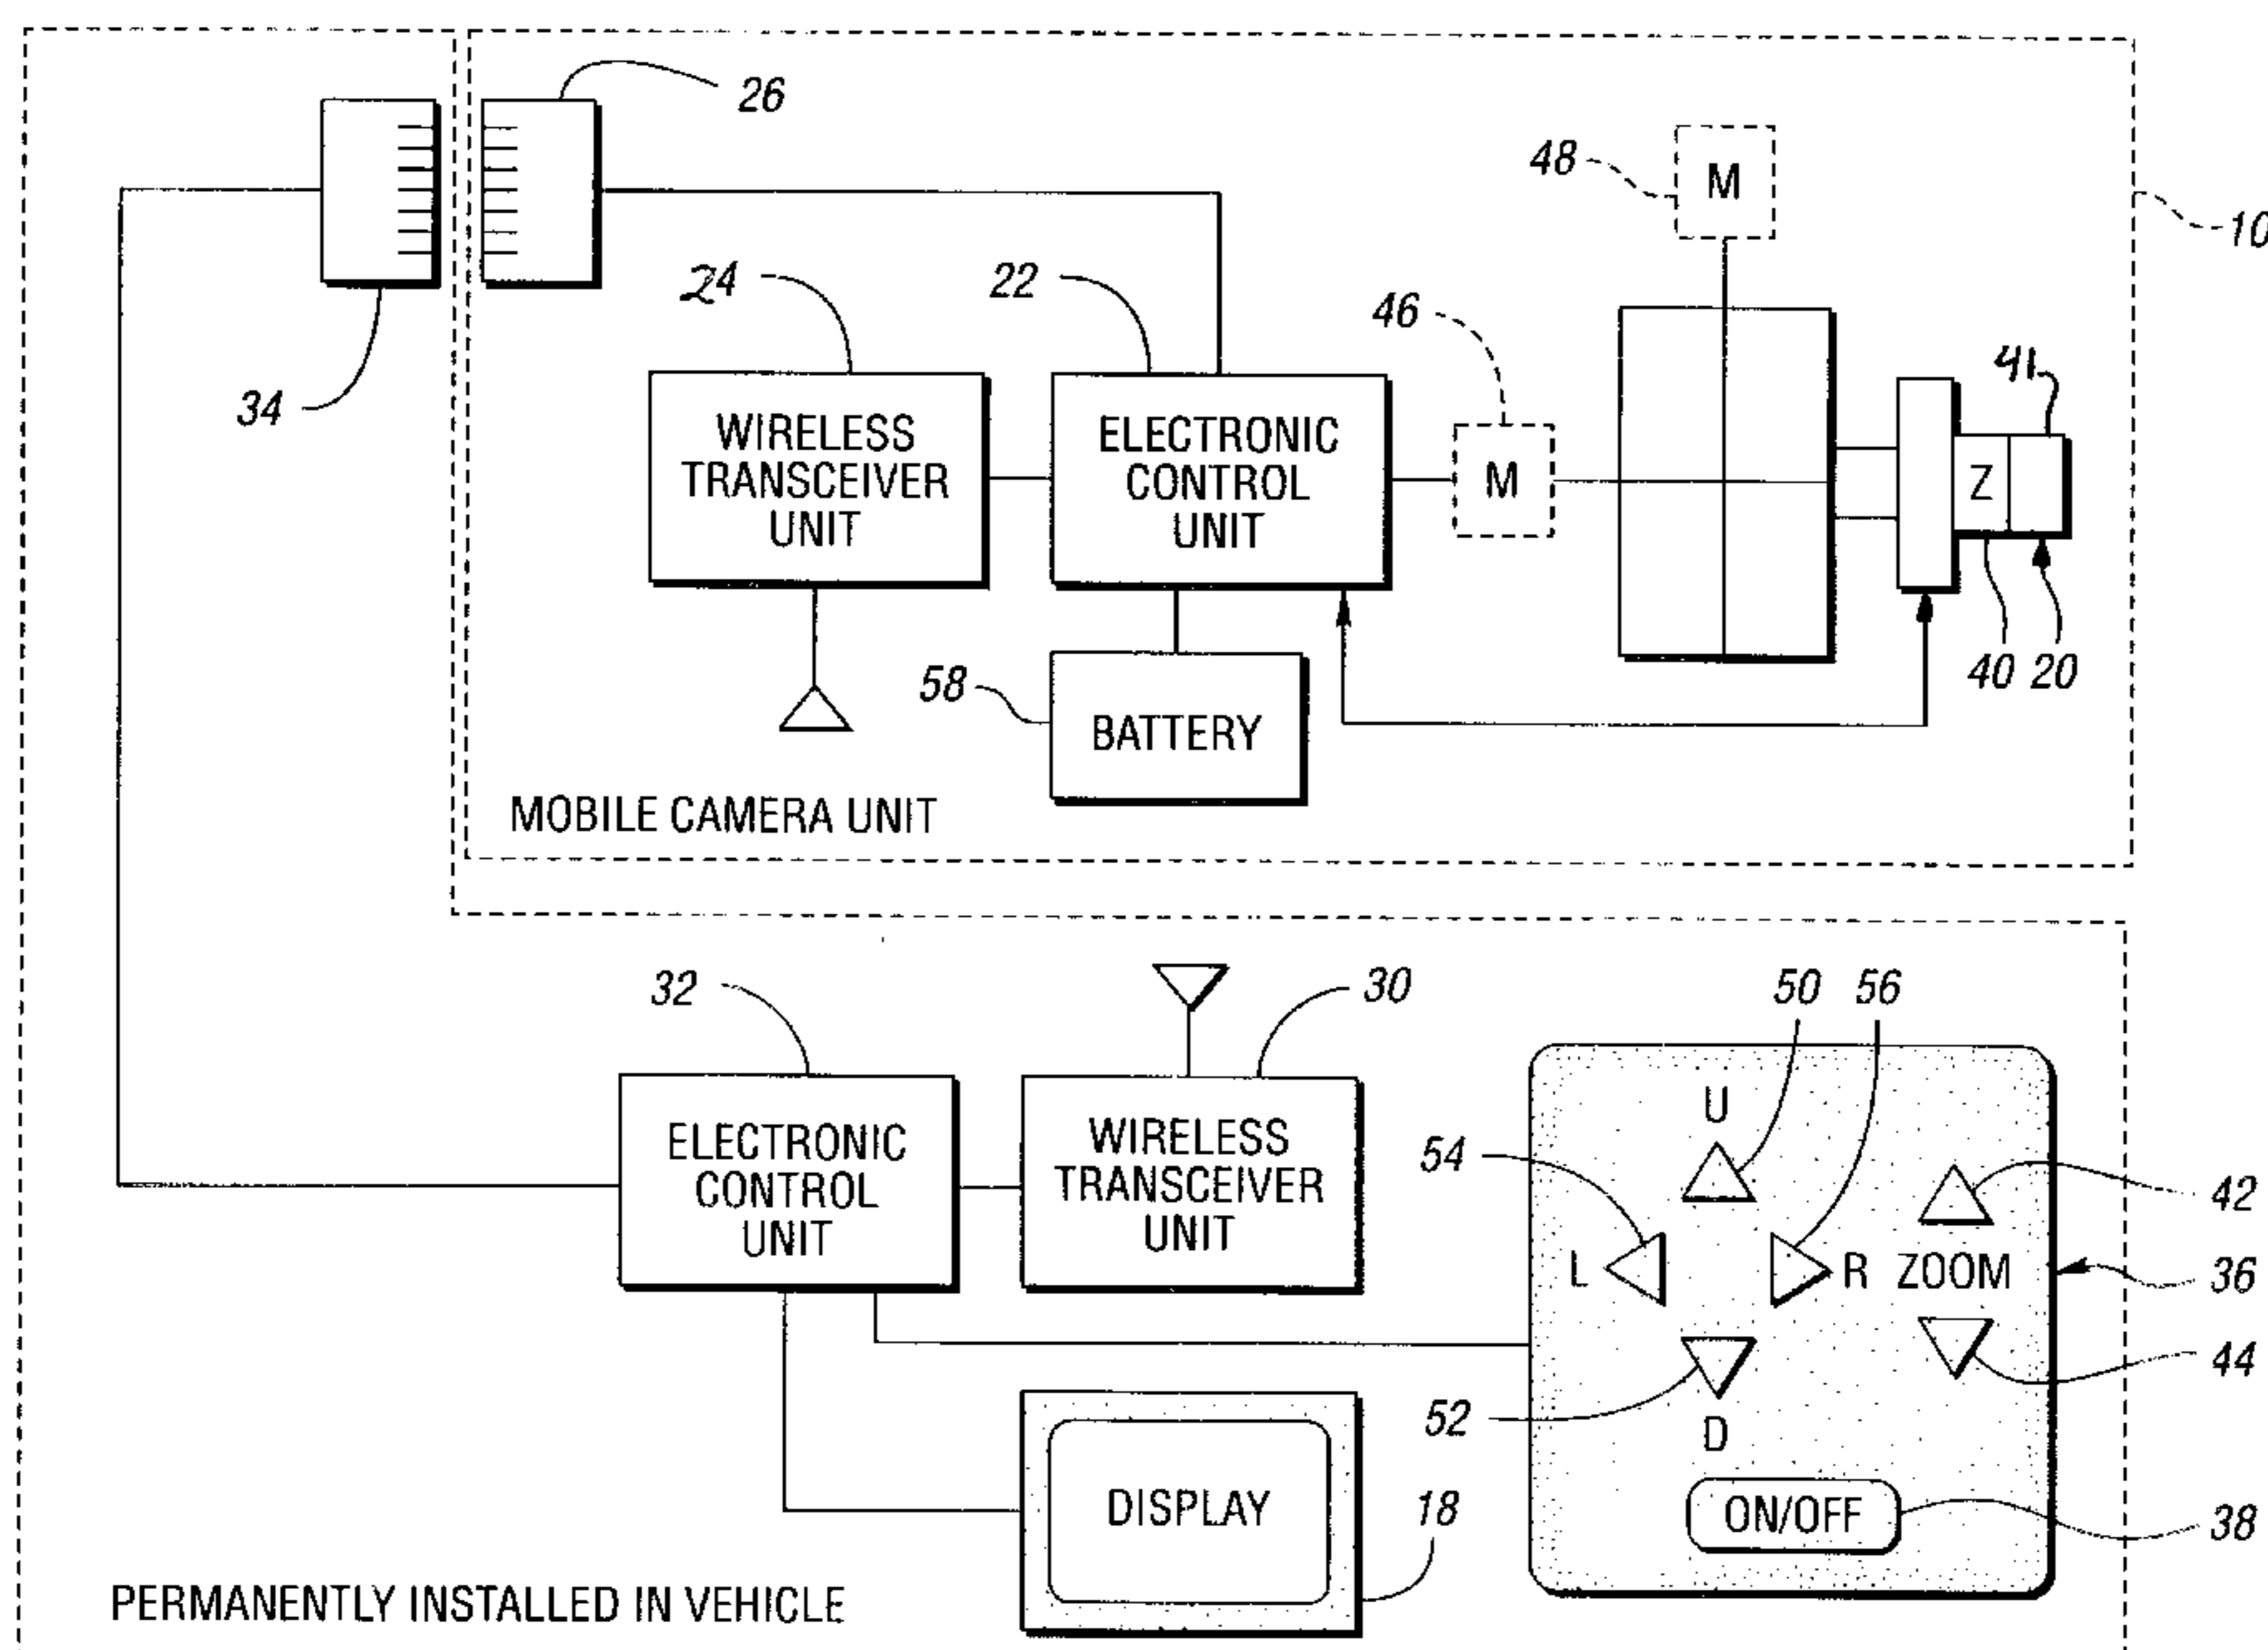 26
48
M
10
24
22
46
41
34
WIRELESS
TRANSCEIVER
UNIT
ELECTRONIC
CONTROL
UNIT
M
Z
58
BATTERY
40
20
MOBILE CAMERA UNIT
32
30
50
56
ELECTRONIC
CONTROL
UNIT
WIRELESS
TRANSCEIVER
UNIT
U
54
42
L
R
ZOOM
36
44
52
D
DISPLAY
18
ON/OFF
38
PERMANENTLY INSTALLED IN VEHICLE